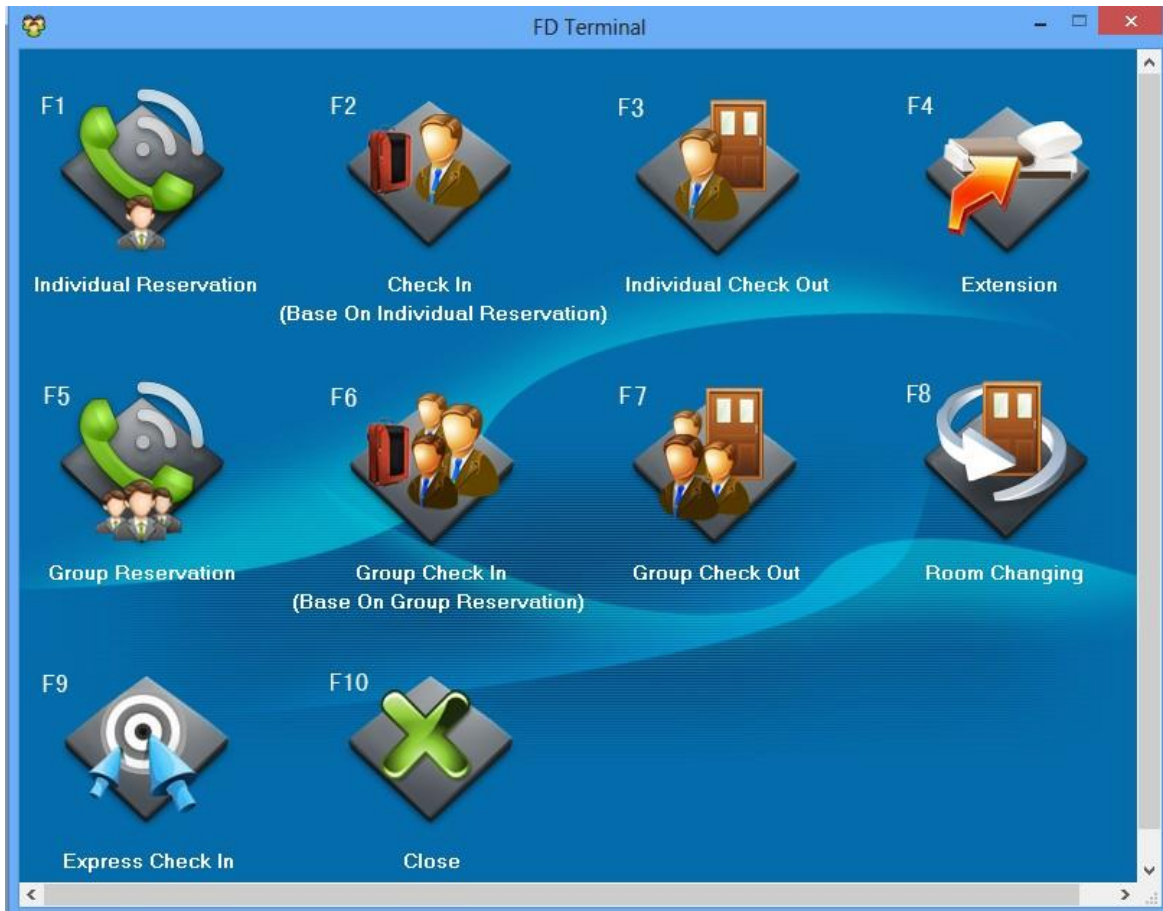 FD Terminal
F1
F2
F3
F4
Individual Reservation
Check In
(Base On Individual Reservation)
Individual Check Out
Extension
F5
F6
F7
F8
Group Reservation
Group Check In
(Base On Group Reservation)
Group Check Out
Room Changing
F9
F10
Express Check In
Close